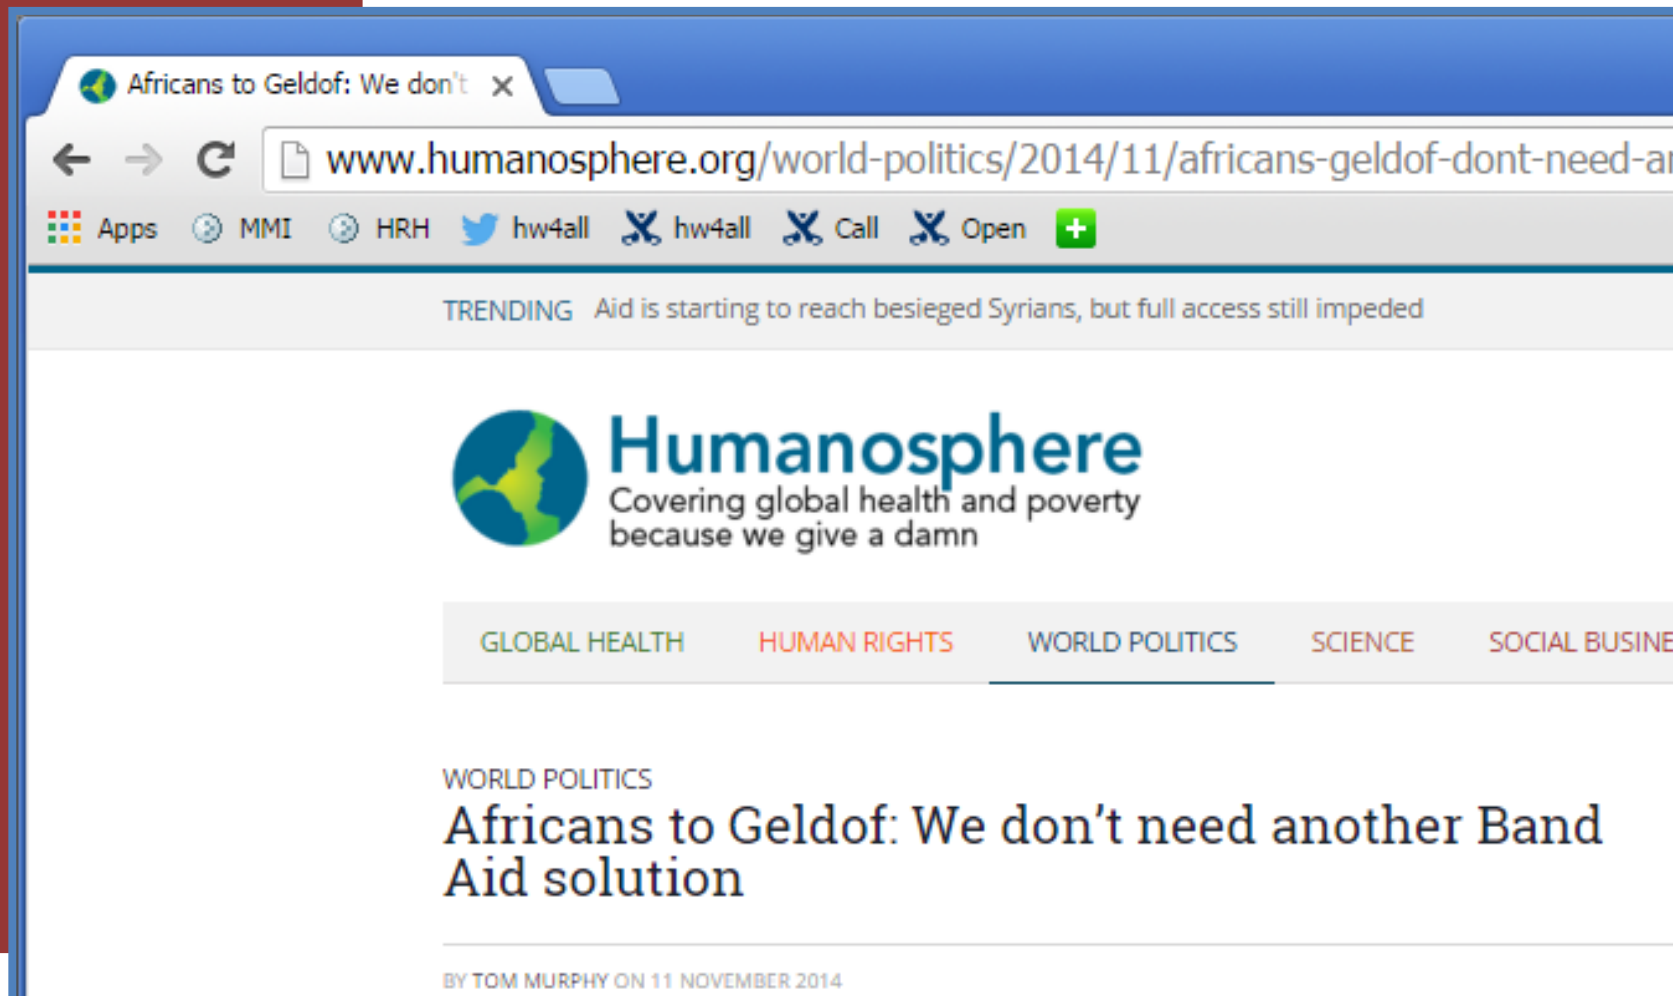 Africans to Geldof: We don't
www.humanosphere.org/world-politics/2014/11/africans-geldof-dont-need-a
Apps MMI HRH hw4all hw4all Call Open
TRENDING Aid is starting to reach besieged Syrians, but full access still impeded
Humanosphere
Covering global health and poverty
because we give a damn
GLOBAL HEALTH HUMAN RIGHTS WORLD POLITICS SCIENCE SOCIAL BUSINE
WORLD POLITICS
Africans to Geldof: We don’t need another Band
Aid solution
BY TOM MURPHY ON 11 NOVEMBER 2014